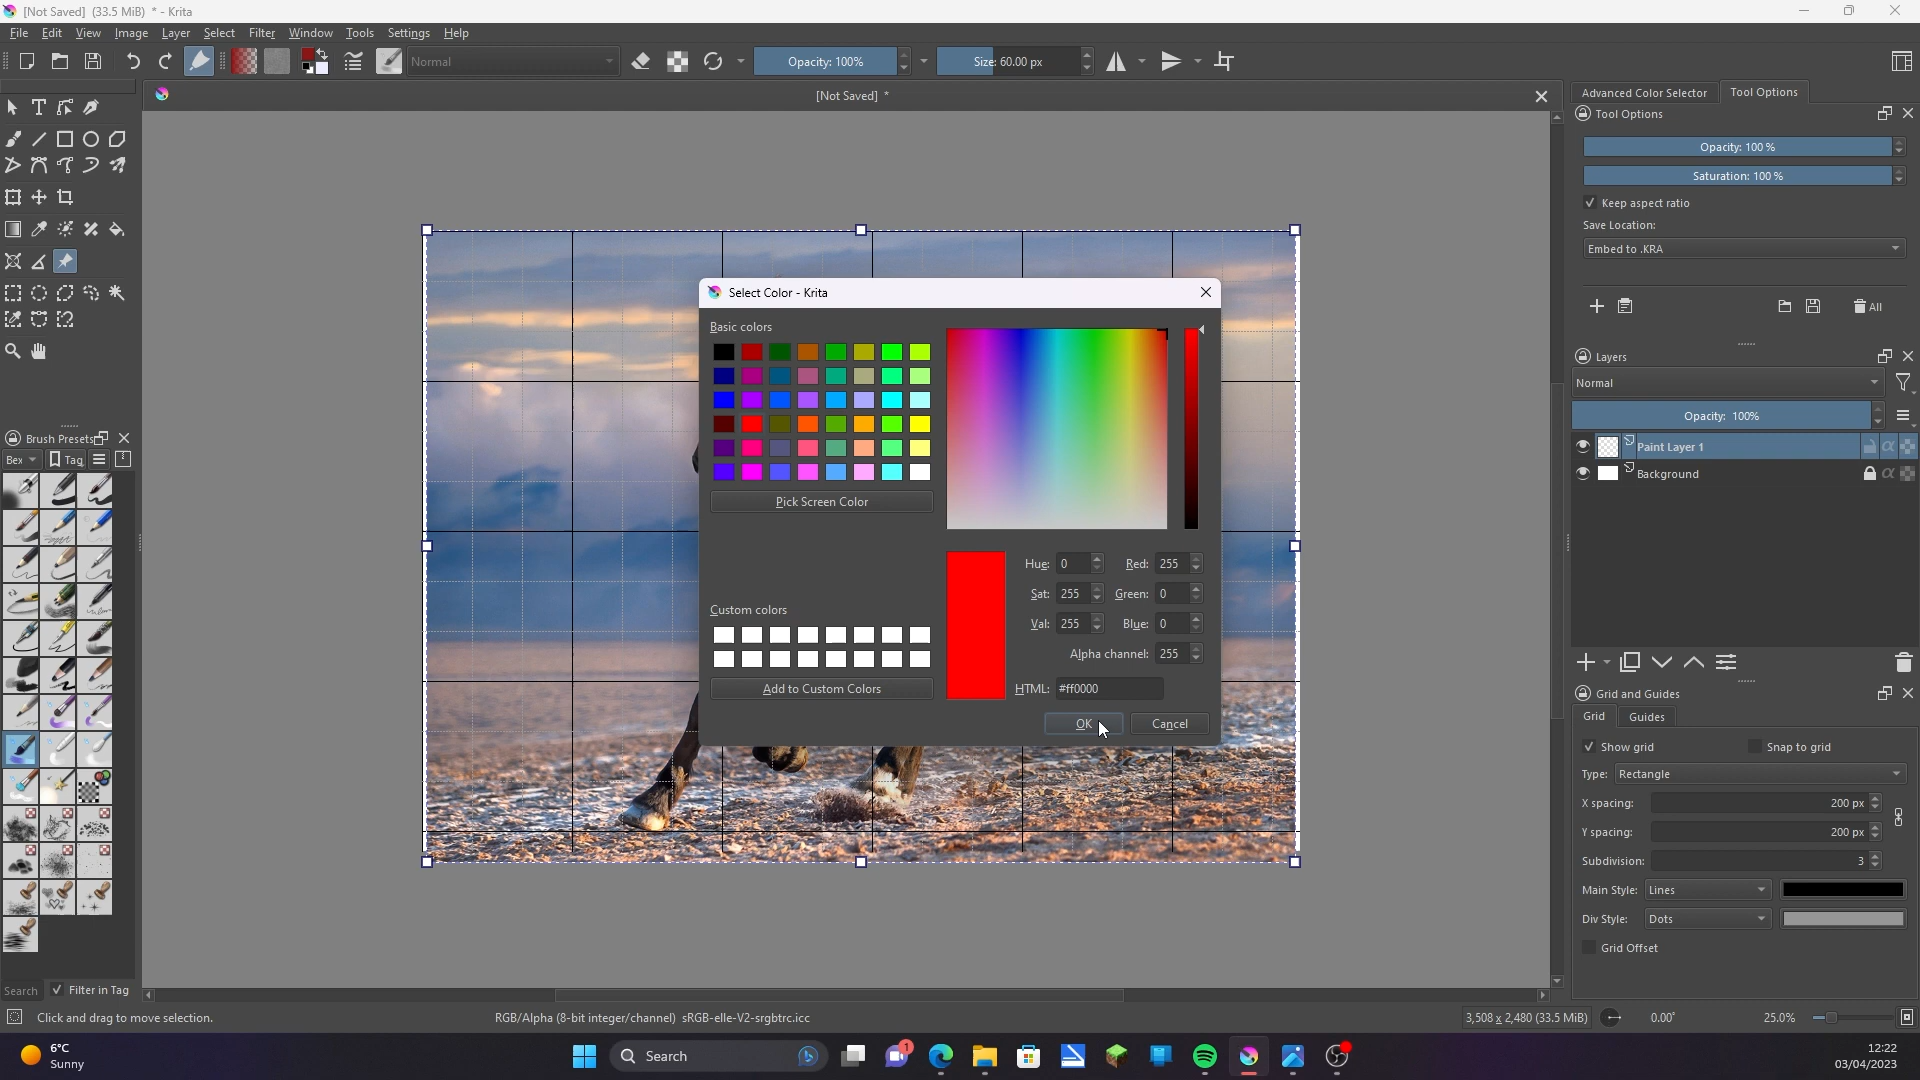 [Not Saved] (33.5 MiB) * - Krita
File Edit View Image Layer Select Filter Window Tools Settings Help
Normal Opacity: 100% Size: 60.00 px
[Not Saved] *
Advanced Color Selector Tool Options
Tool Options
Opacity: 100 %
Saturation: 100 %
Keep aspect ratio
Save Location:
Embed to .KRA
All
Layers
Normal
Opacity: 100%
Paint Layer 1
Background
Brush Presets
Tag
Select Color - Krita
Basic colors
Pick Screen Color
Custom colors
Add to Custom Colors
Hue: 0 Red: 255
Sat: 255 Green: 0
Val: 255 Blue: 0
Alpha channel: 255
HTML: #ff0000
OK Cancel
Grid and Guides
Grid Guides
Show grid Snap to grid
Type: Rectangle
X spacing: 200 px
Y spacing: 200 px
Subdivision: 3
Main Style: Lines
Div Style: Dots
Grid Offset
Search Filter in Tag
Click and drag to move selection. RGB/Alpha (8-bit integer/channel) sRGB-elle-V2-srgbtrc.icc 3,508 x 2,480 (33.5 MiB) 0.00° 25.0%
6°C
Sunny
Search
1
12:22
03/04/2023